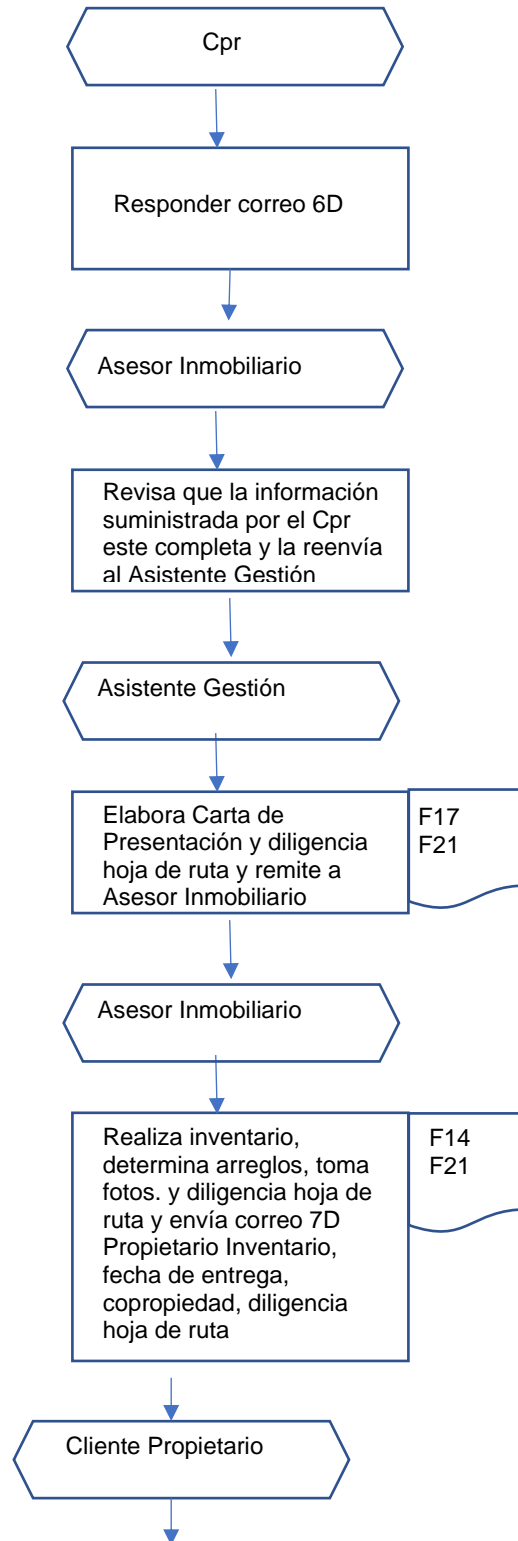 Cpr
Responder correo 6D
Asesor Inmobiliario
Revisa que la información
suministrada por el Cpr
este completa y la reenvía
al Asistente Gestión
Asistente Gestión
Elabora Carta de
Presentación y diligencia
hoja de ruta y remite a
Asesor Inmobiliario
F17
F21
Asesor Inmobiliario
Realiza inventario,
determina arreglos, toma
fotos. y diligencia hoja de
ruta y envía correo 7D
Propietario Inventario,
fecha de entrega,
copropiedad, diligencia
hoja de ruta
F14
F21
Cliente Propietario